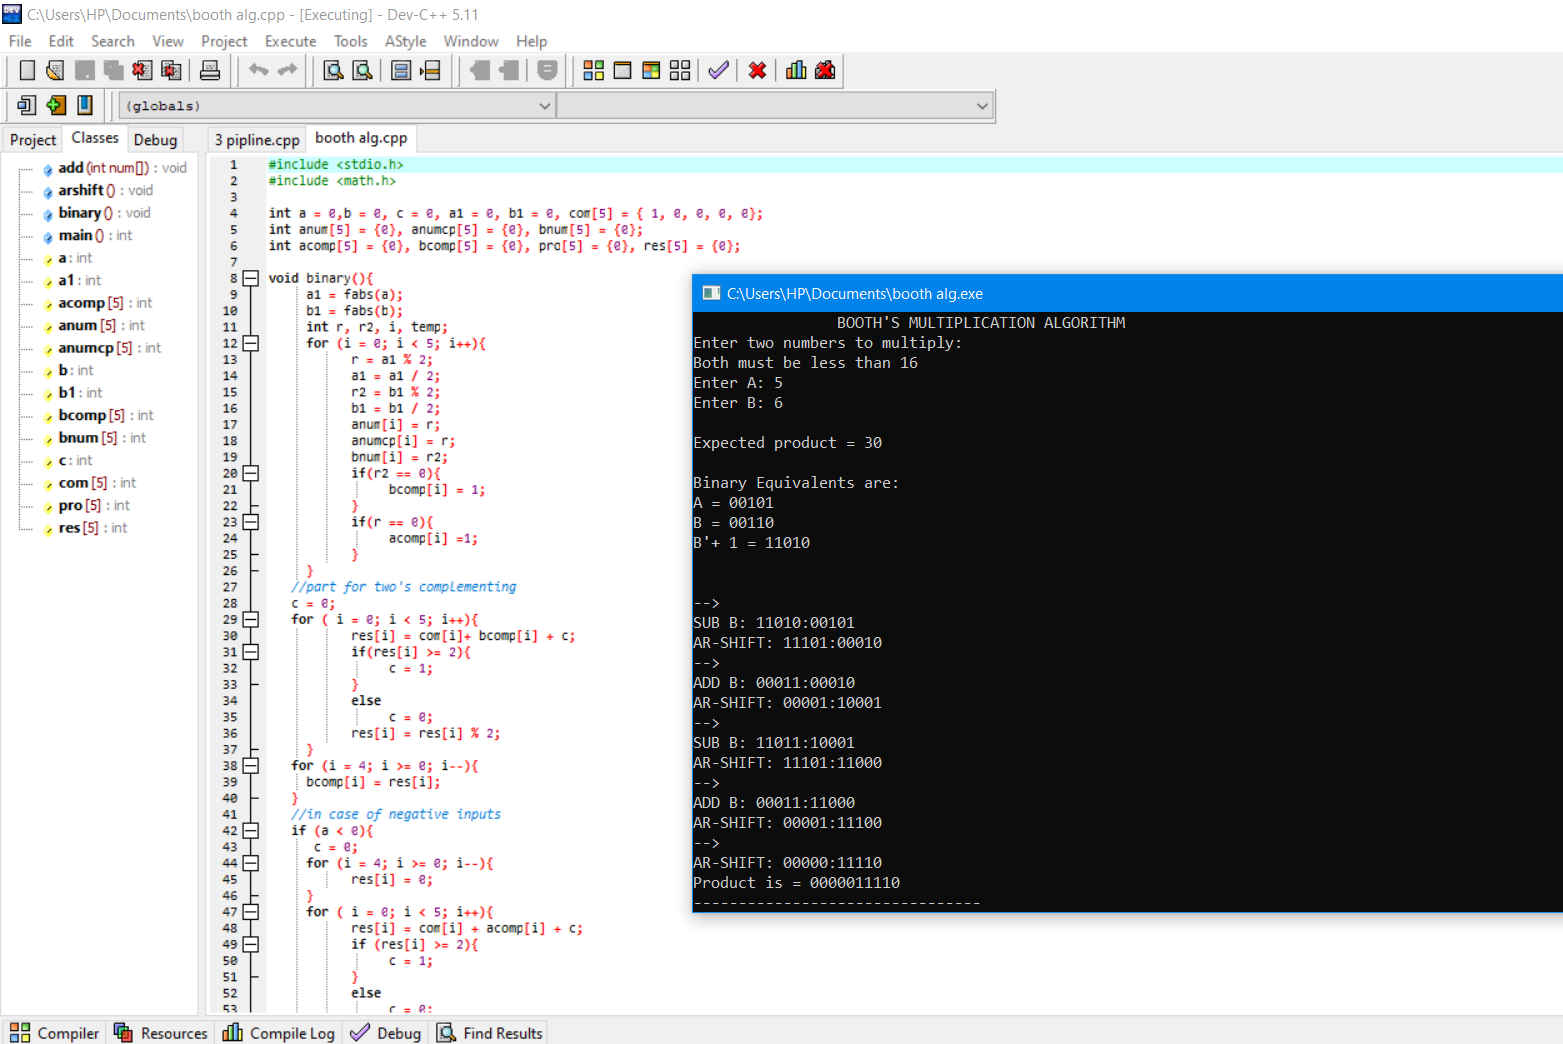 C:\Users\HP\Documents\booth alg.cpp - [Executing] - Dev-C++ 5.11
File Edit Search View Project Execute Tools AStyle Window Help
(globals)
Project Classes Debug
3 pipline.cpp booth alg.cpp
add (int num[]) : void
arshift () : void
binary () : void
main () : int
a : int
a1 : int
acomp [5] : int
anum [5] : int
anumcp [5] : int
b : int
b1 : int
bcomp [5] : int
bnum [5] : int
c : int
com [5] : int
pro [5] : int
res [5] : int
1 #include <stdio.h>
2 #include <math.h>
3
4 int a = 0,b = 0, c = 0, a1 = 0, b1 = 0, com[5] = { 1, 0, 0, 0, 0};
5 int anum[5] = {0}, anumcp[5] = {0}, bnum[5] = {0};
6 int acomp[5] = {0}, bcomp[5] = {0}, pro[5] = {0}, res[5] = {0};
7
8 void binary(){
9 a1 = fabs(a);
10 b1 = fabs(b);
11 int r, r2, i, temp;
12 for (i = 0; i < 5; i++){
13 r = a1 % 2;
14 a1 = a1 / 2;
15 r2 = b1 % 2;
16 b1 = b1 / 2;
17 anum[i] = r;
18 anumcp[i] = r;
19 bnum[i] = r2;
20 if(r2 == 0){
21 bcomp[i] = 1;
22 }
23 if(r == 0){
24 acomp[i] =1;
25 }
26 }
27 //part for two's complementing
28 c = 0;
29 for ( i = 0; i < 5; i++){
30 res[i] = com[i]+ bcomp[i] + c;
31 if(res[i] >= 2){
32 c = 1;
33 }
34 else
35 c = 0;
36 res[i] = res[i] % 2;
37 }
38 for (i = 4; i >= 0; i--){
39 bcomp[i] = res[i];
40 }
41 //in case of negative inputs
42 if (a < 0){
43 c = 0;
44 for (i = 4; i >= 0; i--){
45 res[i] = 0;
46 }
47 for ( i = 0; i < 5; i++){
48 res[i] = com[i] + acomp[i] + c;
49 if (res[i] >= 2){
50 c = 1;
51 }
52 else
53 c = 0;
C:\Users\HP\Documents\booth alg.exe
BOOTH'S MULTIPLICATION ALGORITHM
Enter two numbers to multiply:
Both must be less than 16
Enter A: 5
Enter B: 6
Expected product = 30
Binary Equivalents are:
A = 00101
B = 00110
B'+ 1 = 11010
-->
SUB B: 11010:00101
AR-SHIFT: 11101:00010
-->
ADD B: 00011:00010
AR-SHIFT: 00001:10001
-->
SUB B: 11011:10001
AR-SHIFT: 11101:11000
-->
ADD B: 00011:11000
AR-SHIFT: 00001:11100
-->
AR-SHIFT: 00000:11110
Product is = 0000011110
--------------------------------
Compiler Resources Compile Log Debug Find Results